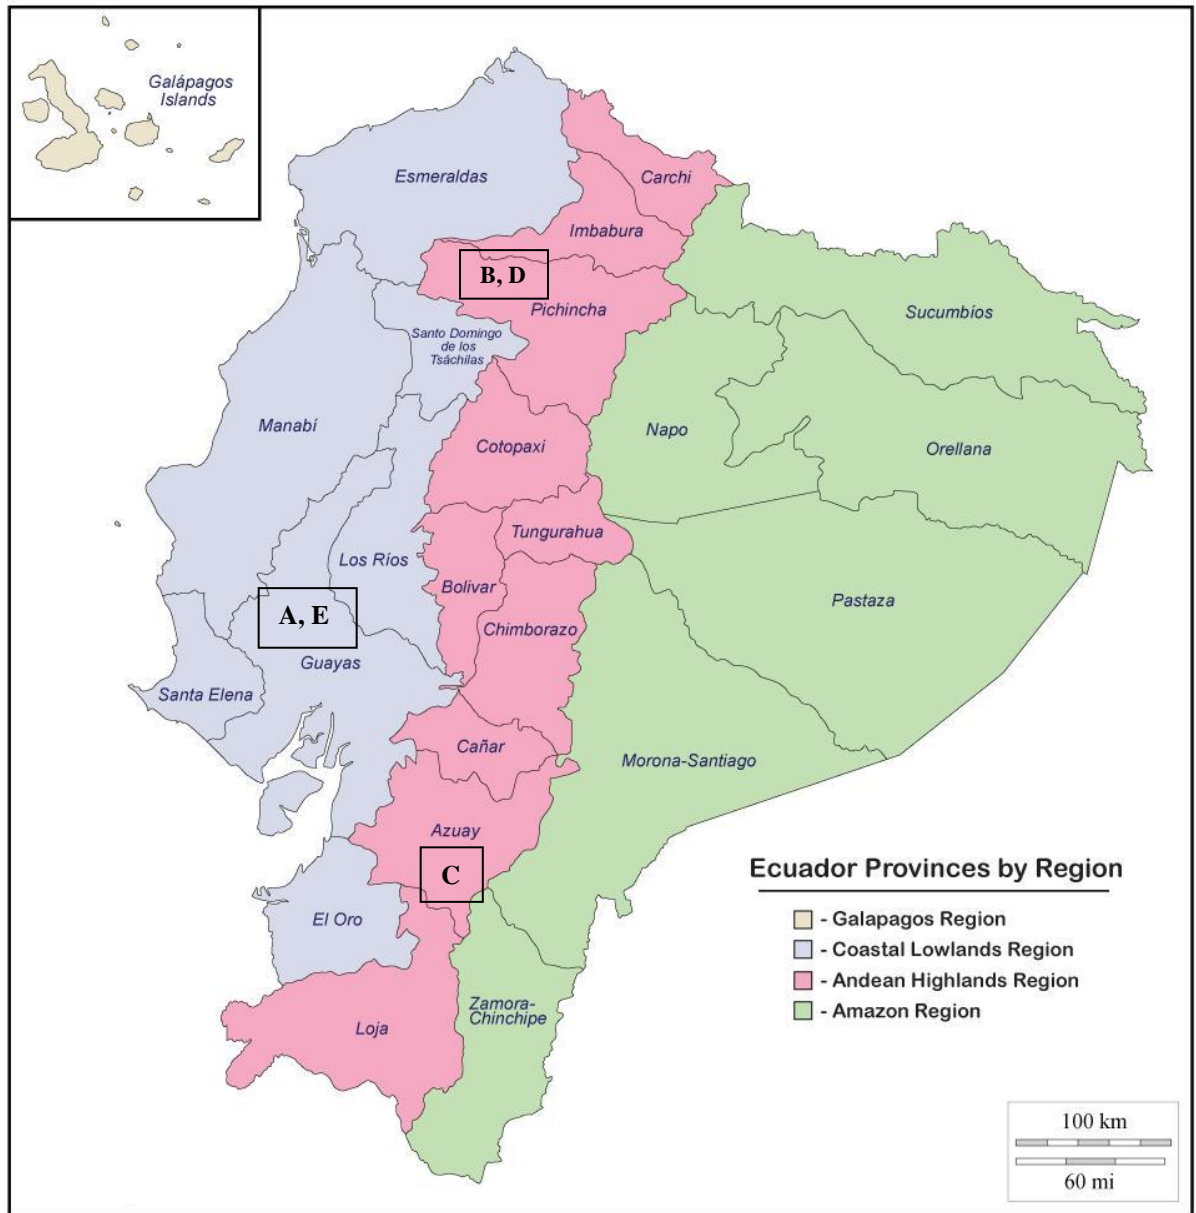 Galápagos
Islands
Esmeraldas
Carchi
Imbabura
B, D
Pichincha
Sucumbíos
Santo Domingo
de los
Tsáchilas
Manabí
Napo
Cotopaxi
Orellana
Tungurahua
Los Ríos
Bolivar
Pastaza
A, E
Chimborazo
Guayas
Santa Elena
Cañar
Morona-Santiago
Azuay
C
El Oro
Zamora-
Chinchipe
Loja
Ecuador Provinces by Region
- Galapagos Region
- Coastal Lowlands Region
- Andean Highlands Region
- Amazon Region
100 km
60 mi